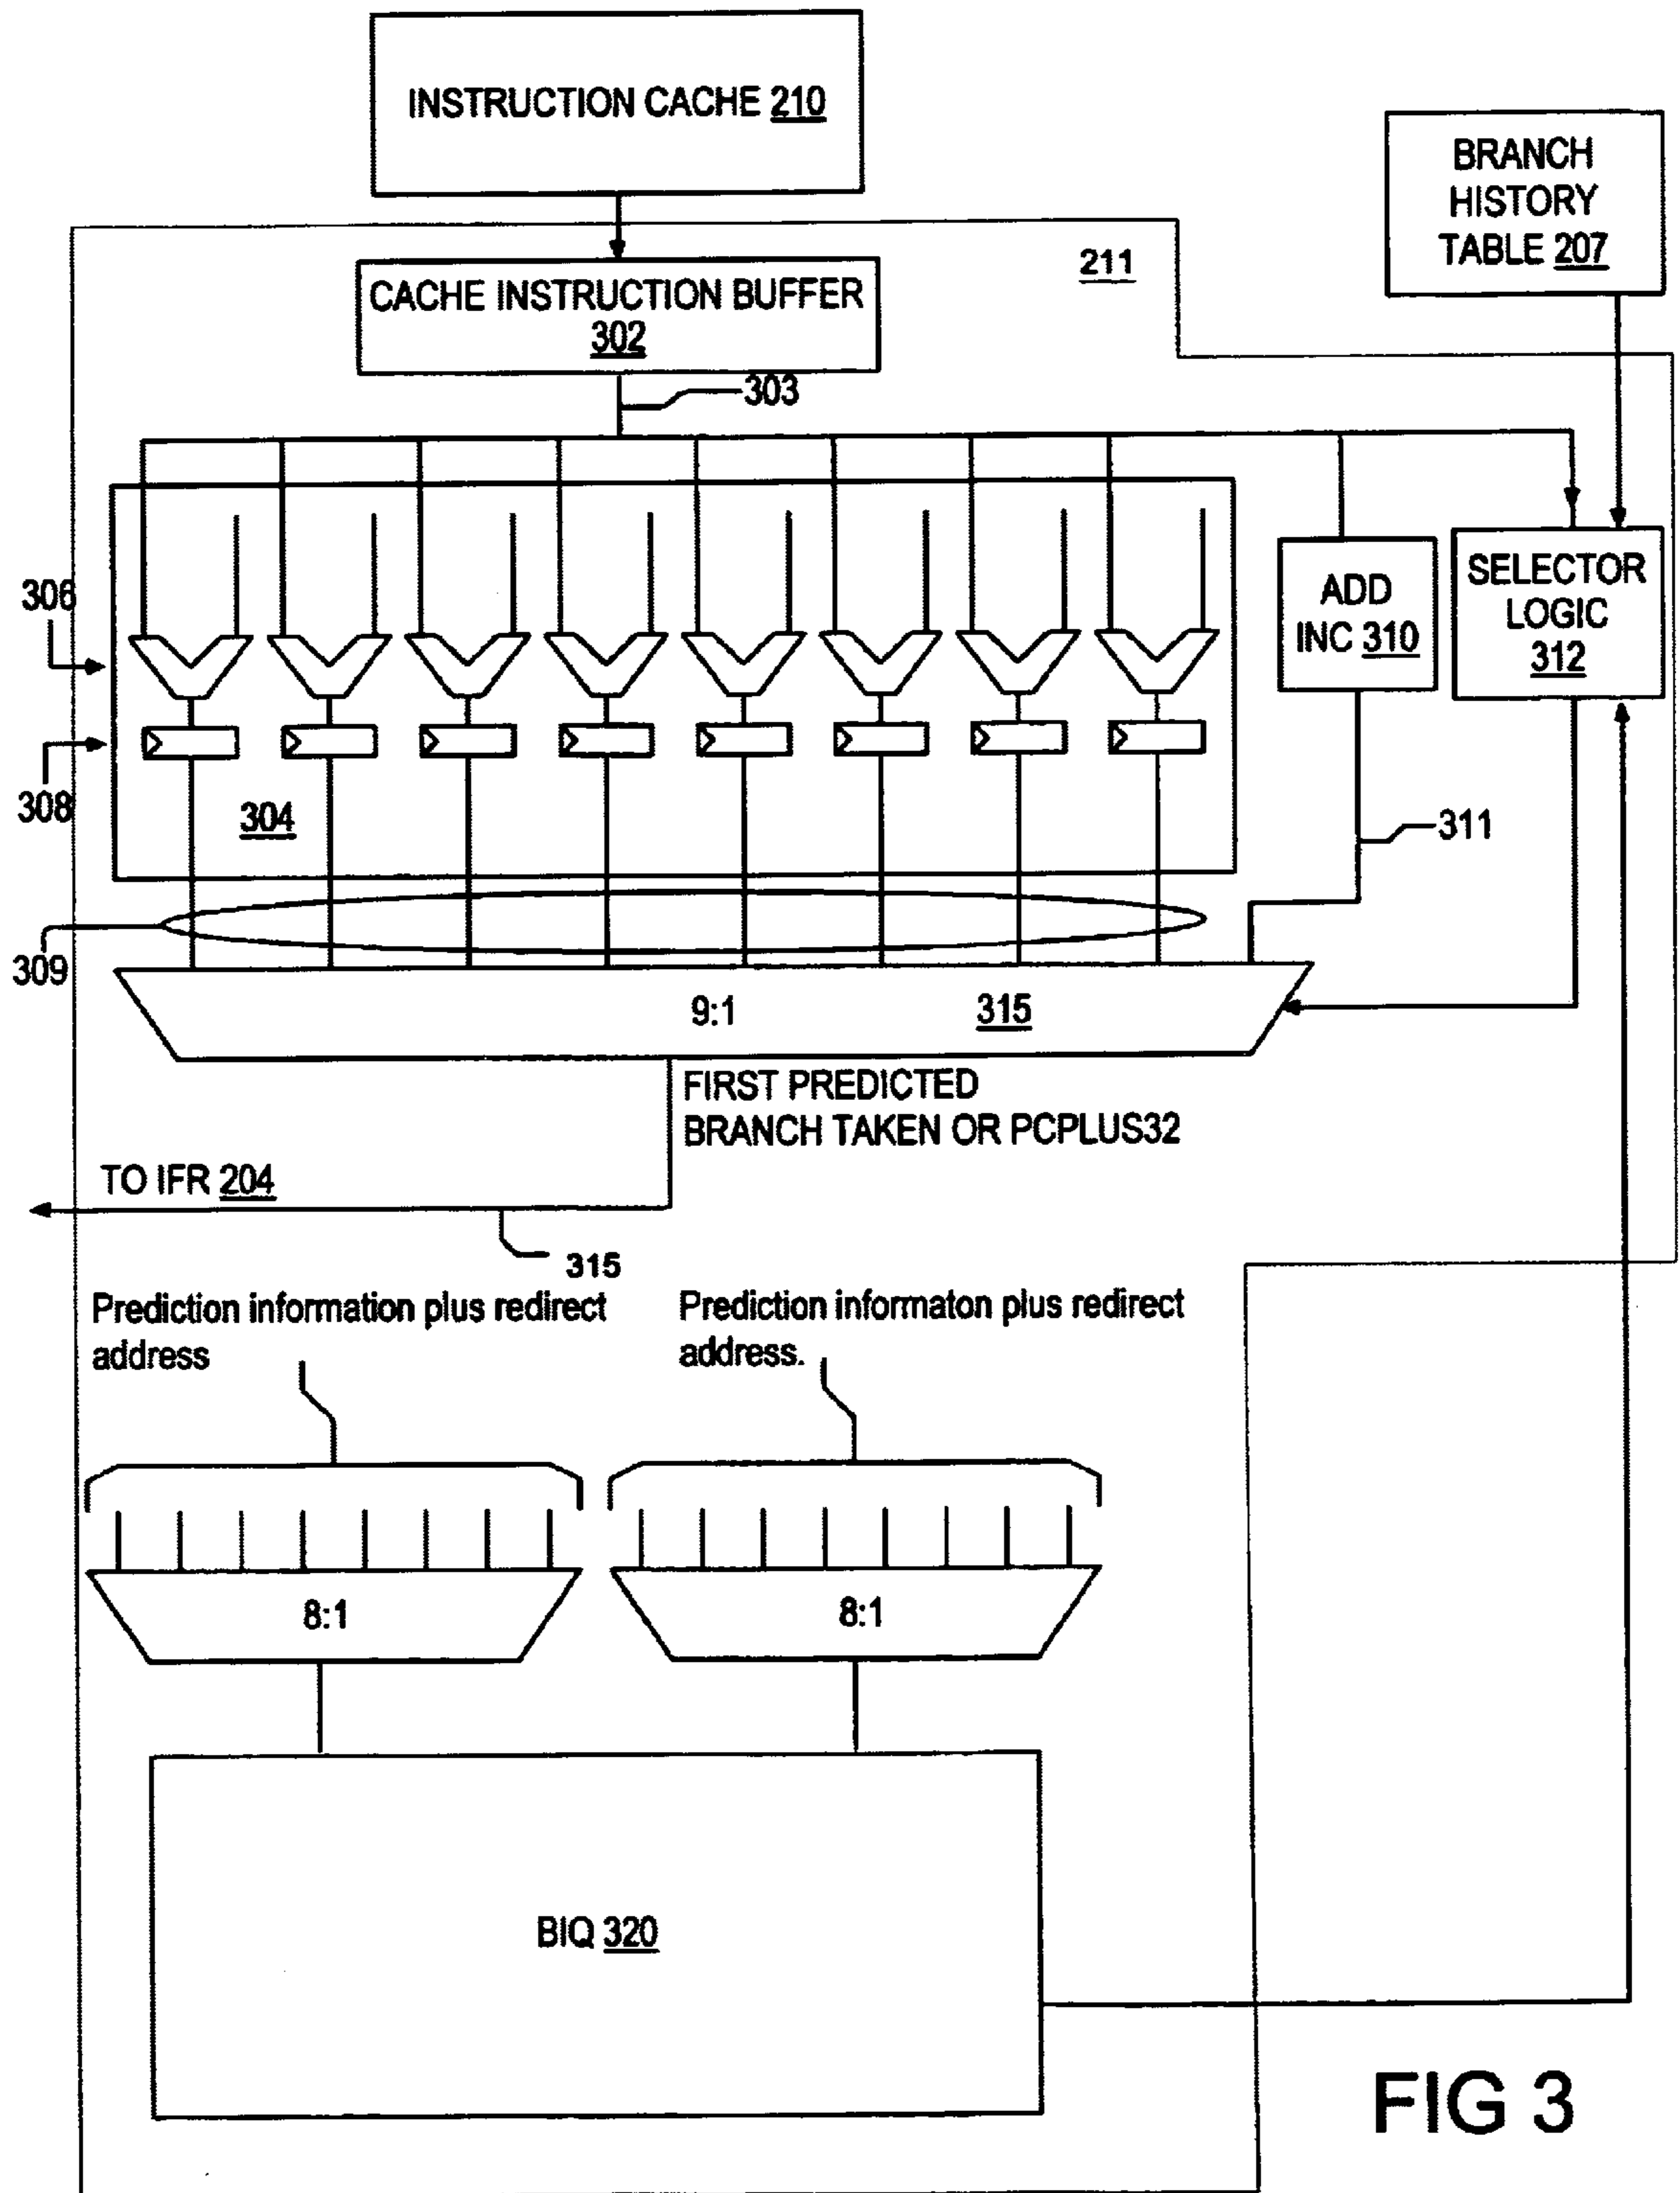 INSTRUCTION CACHE 210
BRANCH
HISTORY
TABLE 207
211
CACHE INSTRUCTION BUFFER
302
303
306
ADD
INC 310
SELECTOR
LOGIC
312
308
304
311
309
9:1
315
FIRST PREDICTED
BRANCH TAKEN OR PCPLUS32
TO IFR 204
315
Prediction information plus redirect
address
Prediction informaton plus redirect
address.
8:1
8:1
BIQ 320
FIG 3